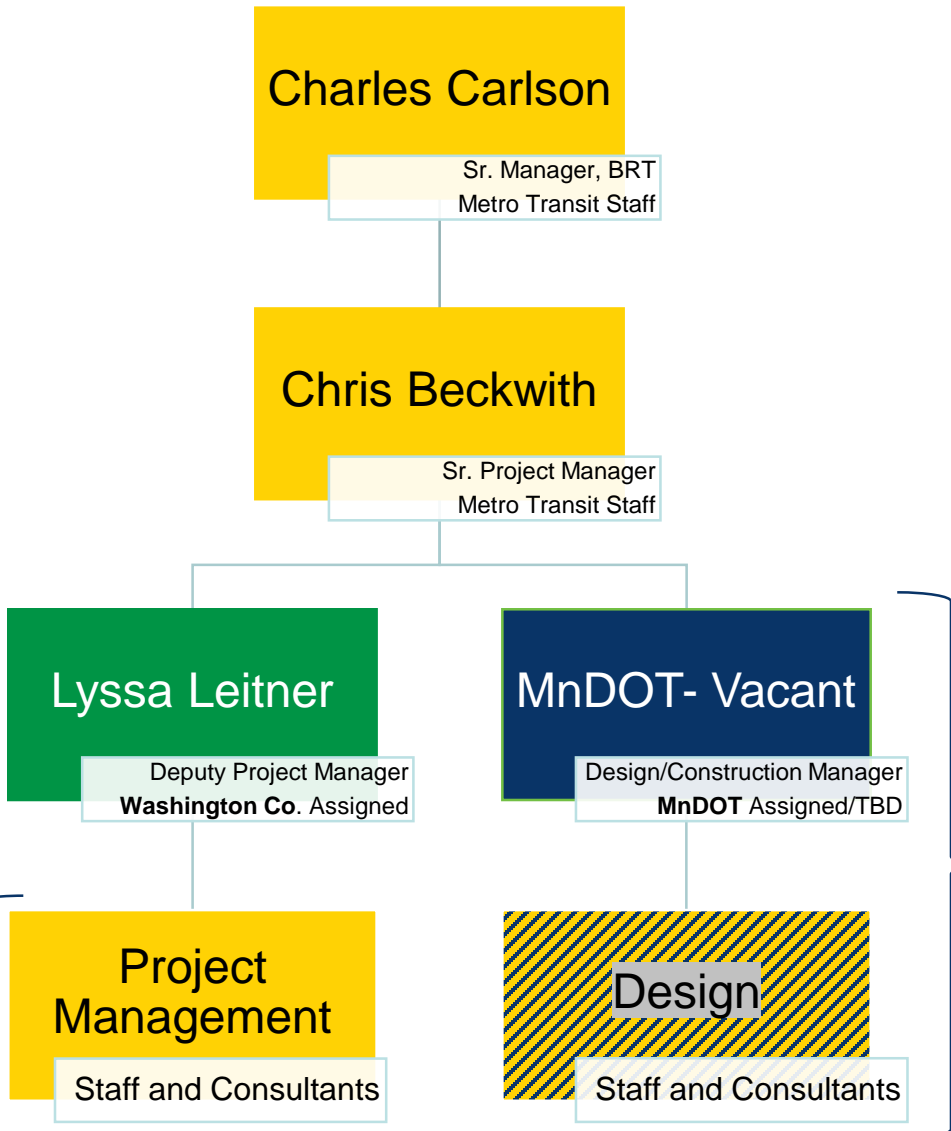 Charles Carlson
Sr. Manager, BRT
Metro Transit Staff
Chris Beckwith
Sr. Project Manager
Metro Transit Staff
Lyssa Leitner
Deputy Project Manager
Washington Co. Assigned
MnDOT- Vacant
Design/Construction Manager
MnDOT Assigned/TBD
Project
Management
Staff and Consultants
Design
Staff and Consultants